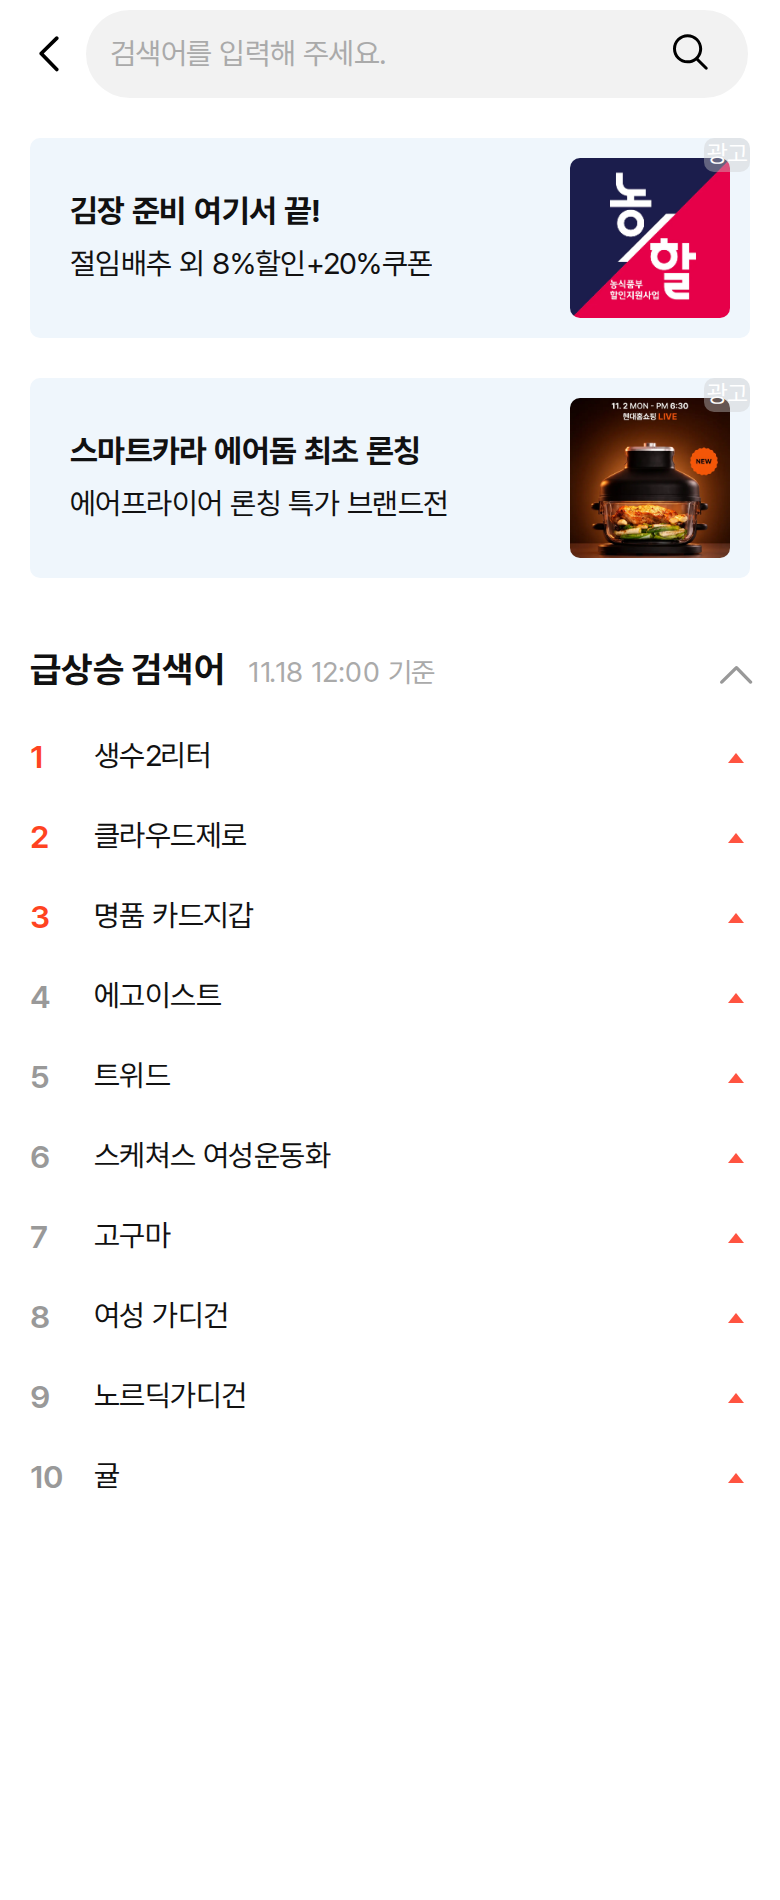 검색어를 입력해 주세요.
광고
김장 준비 여기서 끝!
절임배추 외 8%할인+20%쿠폰
농
할
농식품부
할인지원사업
광고
스마트카라 에어돔 최초 론칭
에어프라이어 론칭 특가 브랜드전
11. 2 MON - PM 6:30
현대홈쇼핑 LIVE
NEW
급상승 검색어 11.18 12:00 기준
1 생수2리터
2 클라우드제로
3 명품 카드지갑
4 에고이스트
5 트위드
6 스케쳐스 여성운동화
7 고구마
8 여성 가디건
9 노르딕가디건
10 귤